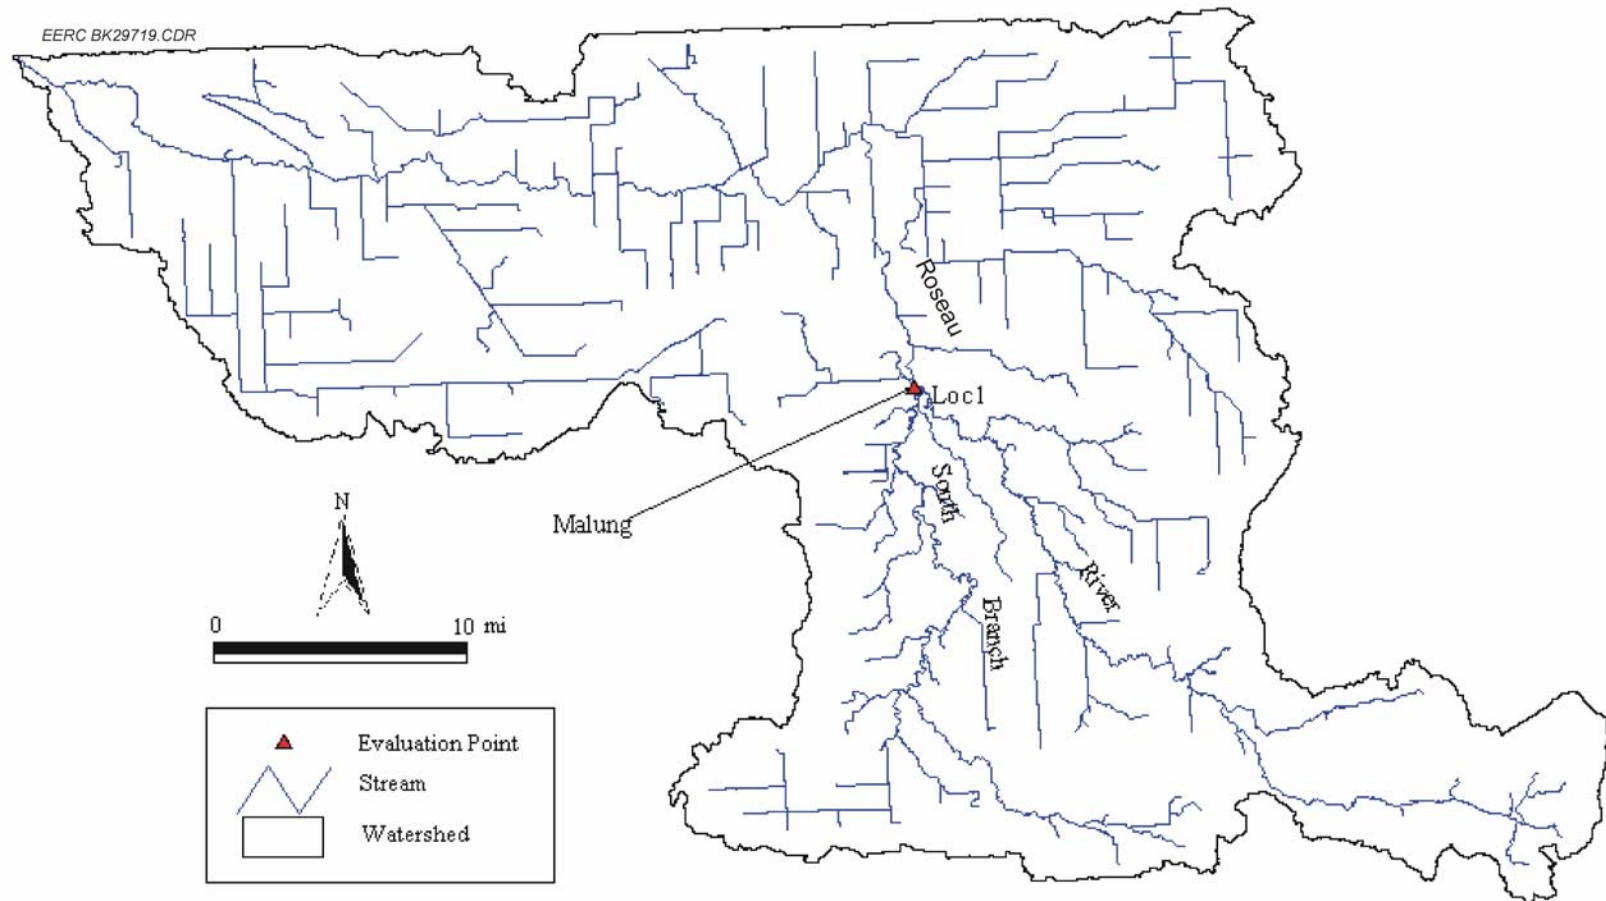 EERC BK29719.CDR
Roseau
Loc1
South
Malung
N
River
Branch
0 10 mi
Evaluation Point
Stream
Watershed